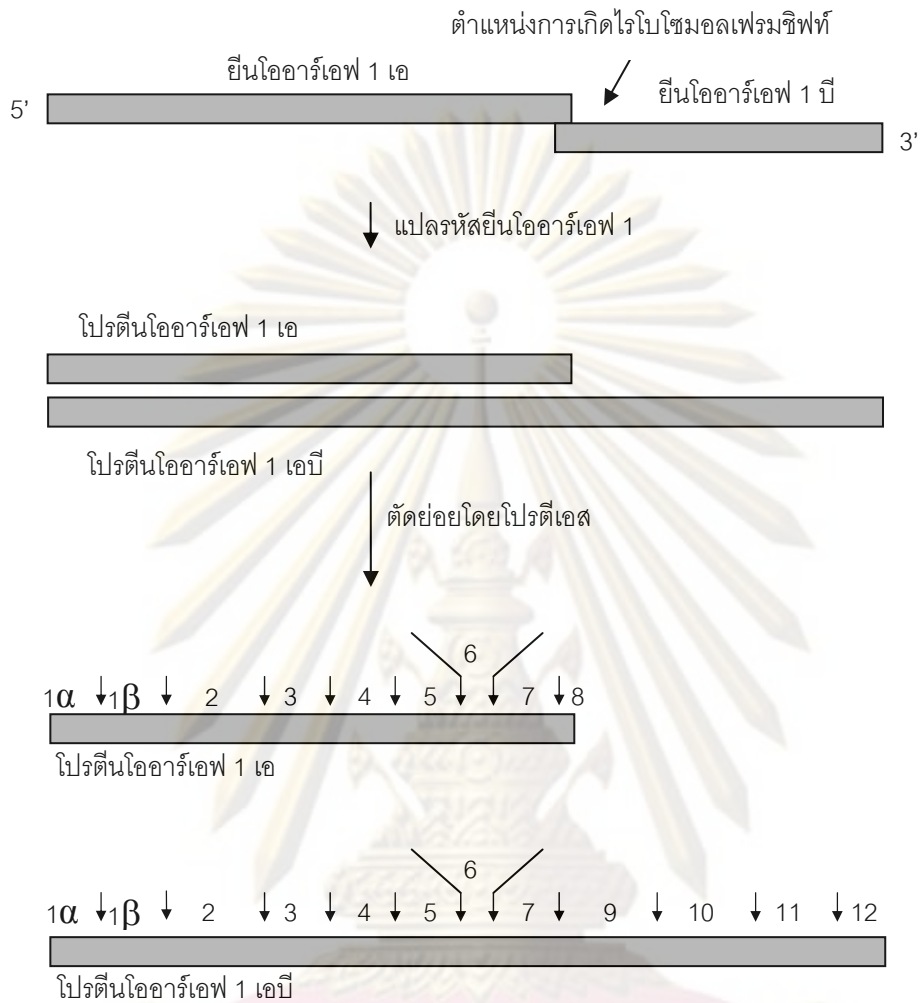 ตำแหน่งการเกิดไรโบโซมอลเฟรมชิฟท์
ยีนโออาร์เอฟ 1 เอ
ยีนโออาร์เอฟ 1 บี
5’
3’
แปลรหัสยีนโออาร์เอฟ 1
โปรตีนโออาร์เอฟ 1 เอ
โปรตีนโออาร์เอฟ 1 เอบี
ตัดย่อยโดยโปรตีเอส
6
1α 1β 2 3 4 5 7 8
โปรตีนโออาร์เอฟ 1 เอ
6
1α 1β 2 3 4 5 7 9 10 11 12
โปรตีนโออาร์เอฟ 1 เอบี